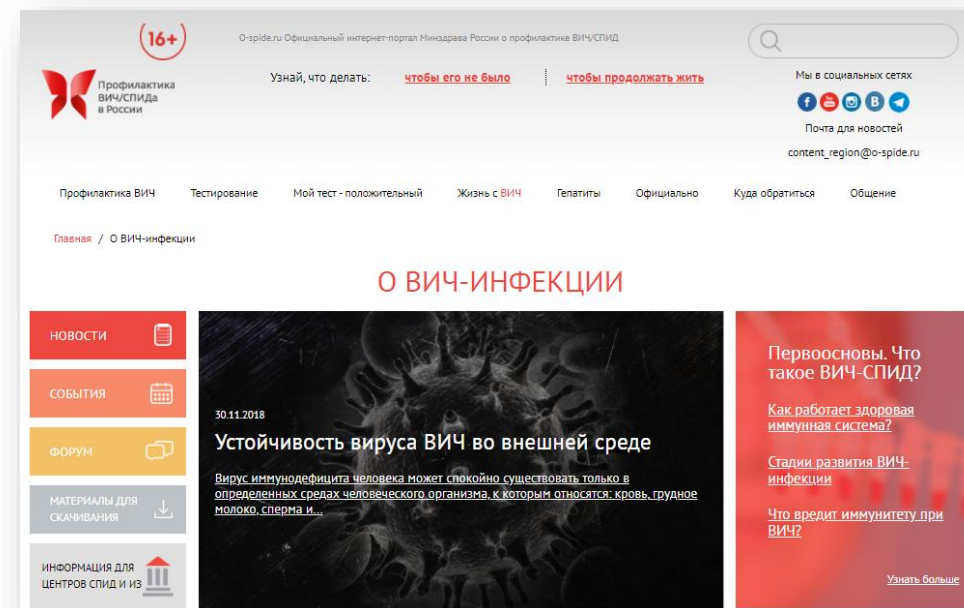 16+
O-spide.ru Официальный интернет-портал Минздрава России о профилактике ВИЧ/СПИД
Профилактика
ВИЧ/СПИДа
в России
Узнай, что делать: чтобы его не было чтобы продолжать жить
Мы в социальных сетях
Почта для новостей
content_region@o-spide.ru
Профилактика ВИЧ Тестирование Мой тест - положительный Жизнь с ВИЧ Гепатиты Официально Куда обратиться Общение
Главная / О ВИЧ-инфекции
О ВИЧ-ИНФЕКЦИИ
НОВОСТИ
СОБЫТИЯ
ФОРУМ
МАТЕРИАЛЫ ДЛЯ
СКАЧИВАНИЯ
ИНФОРМАЦИЯ ДЛЯ
ЦЕНТРОВ СПИД И ИЗ
30.11.2018
Устойчивость вируса ВИЧ во внешней среде
Вирус иммунодефицита человека может спокойно существовать только в
определенных средах человеческого организма, к которым относятся: кровь, грудное
молоко, сперма и...
Первоосновы. Что
такое ВИЧ-СПИД?
Как работает здоровая
иммунная система?
Стадии развития ВИЧ-
инфекции
Что вредит иммунитету при
ВИЧ?
Узнать больше